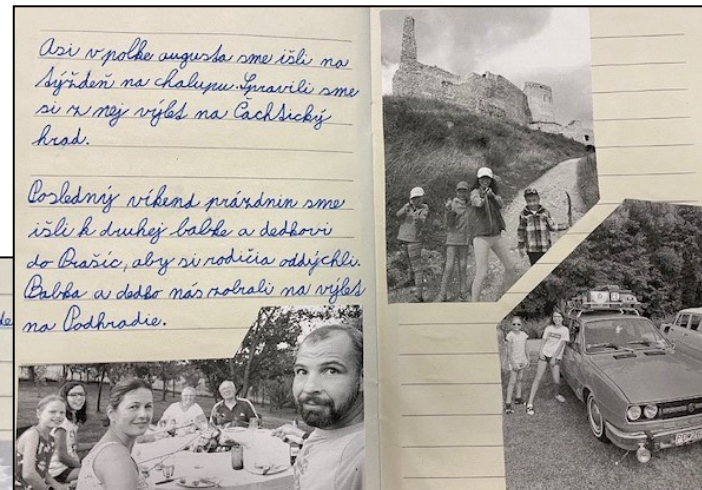 Asi v polke augusta sme išli na
týždeň na chalupu. Spravili sme
si z nej výlet na Čachtický
hrad.
Posledný víkend prázdnin sme
išli k druhej babke a dedkovi
do Prašíc, aby si rodičia oddýchli.
Babka a dedko nás zobrali na výlet
na Podhradie.